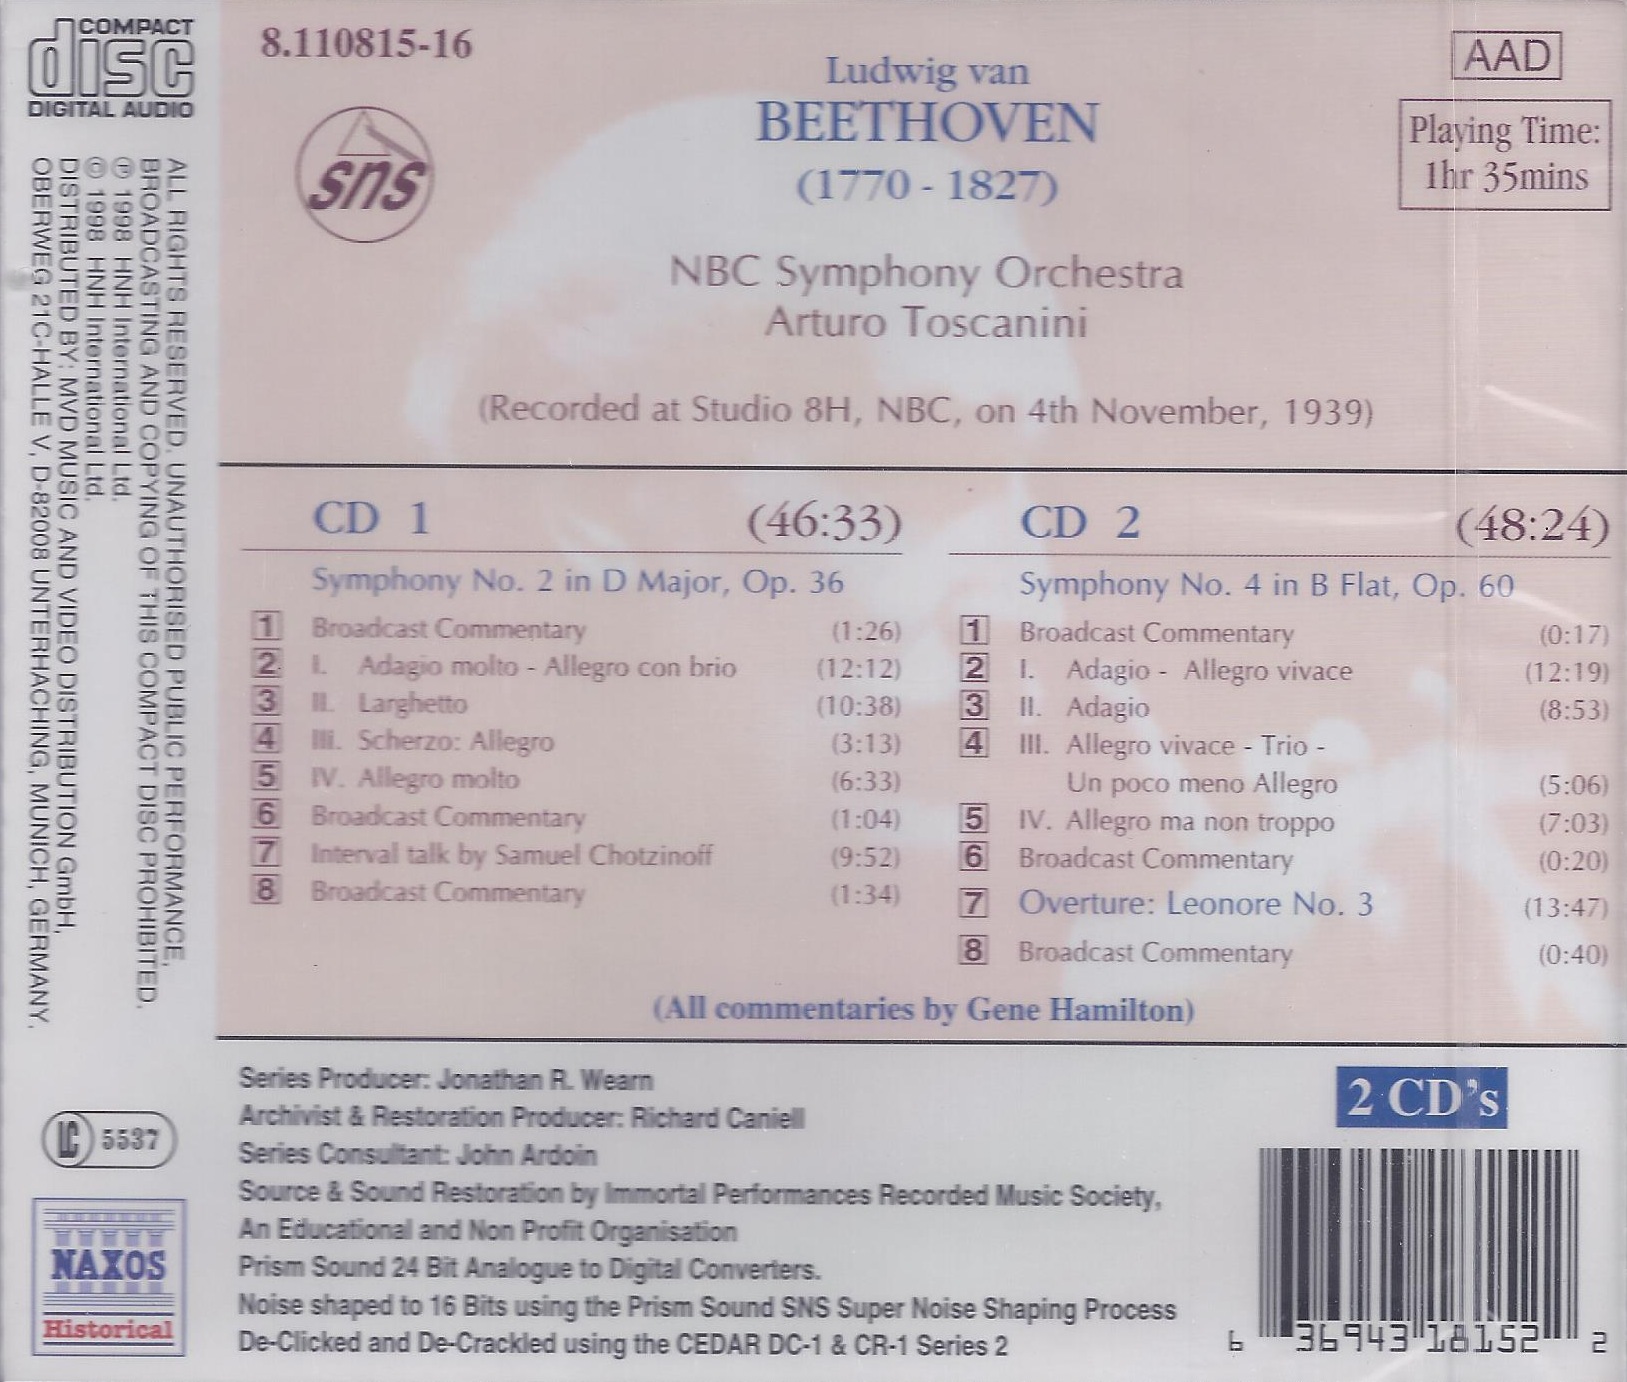 COMPACT
disc
DIGITAL AUDIO
8.110815-16
sns
Ludwig van
BEETHOVEN
(1770 - 1827)
AAD
Playing Time:
1hr 35mins
NBC Symphony Orchestra
Arturo Toscanini
(Recorded at Studio 8H, NBC, on 4th November, 1939)
ALL RIGHTS RESERVED. UNAUTHORISED PUBLIC PERFORMANCE,
BROADCASTING AND COPYING OF THIS COMPACT DISC PROHIBITED.
℗ 1998 HNH International Ltd.
© 1998 HNH International Ltd.
DISTRIBUTED BY: MVD MUSIC AND VIDEO DISTRIBUTION GmbH,
OBERWEG 21C-HALLE V, D-82008 UNTERHACHING, MUNICH, GERMANY.
CD 1 (46:33)
Symphony No. 2 in D Major, Op. 36
1 Broadcast Commentary (1:26)
2 I. Adagio molto - Allegro con brio (12:12)
3 II. Larghetto (10:38)
4 III. Scherzo: Allegro (3:13)
5 IV. Allegro molto (6:33)
6 Broadcast Commentary (1:04)
7 Interval talk by Samuel Chotzinoff (9:52)
8 Broadcast Commentary (1:34)
CD 2 (48:24)
Symphony No. 4 in B Flat, Op. 60
1 Broadcast Commentary (0:17)
2 I. Adagio - Allegro vivace (12:19)
3 II. Adagio (8:53)
4 III. Allegro vivace - Trio -
Un poco meno Allegro (5:06)
5 IV. Allegro ma non troppo (7:03)
6 Broadcast Commentary (0:20)
7 Overture: Leonore No. 3 (13:47)
8 Broadcast Commentary (0:40)
(All commentaries by Gene Hamilton)
Series Producer: Jonathan R. Wearn
Archivist & Restoration Producer: Richard Caniell
Series Consultant: John Ardoin
Source & Sound Restoration by Immortal Performances Recorded Music Society,
An Educational and Non Profit Organisation
Prism Sound 24 Bit Analogue to Digital Converters.
Noise shaped to 16 Bits using the Prism Sound SNS Super Noise Shaping Process
De-Clicked and De-Crackled using the CEDAR DC-1 & CR-1 Series 2
LC 5537
NAXOS
Historical
2 CD's
6 36943 18152 2